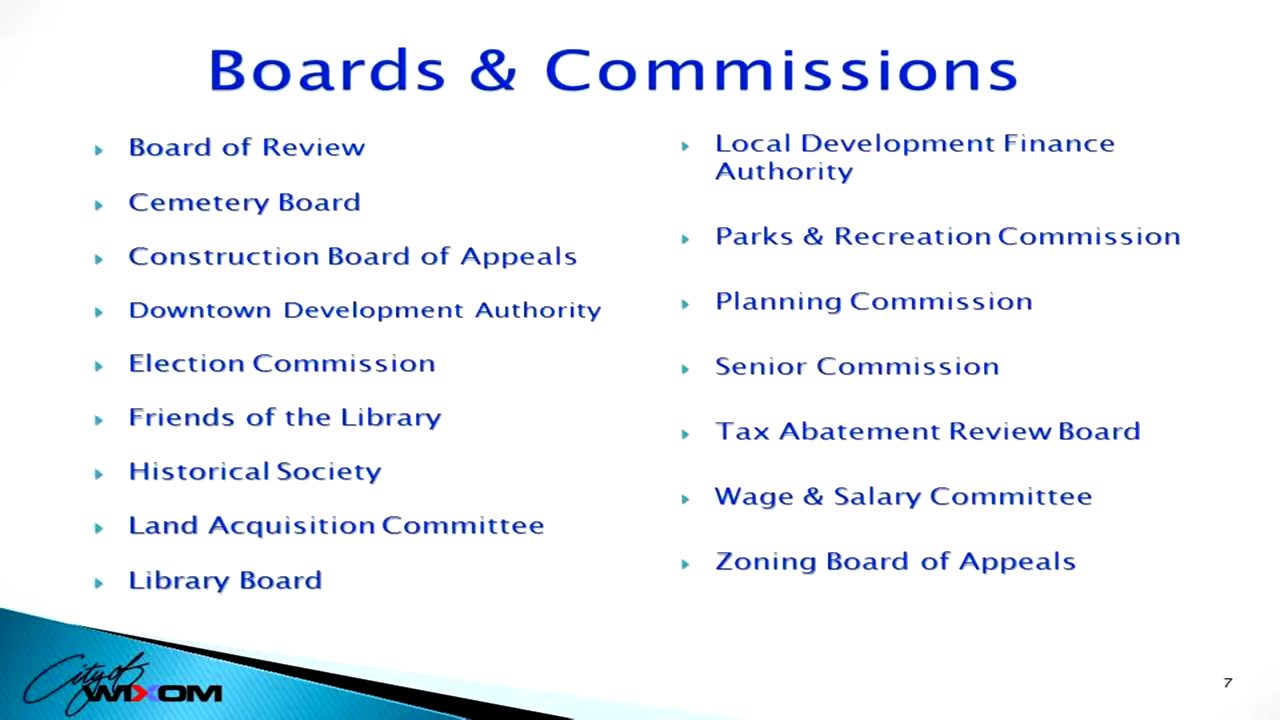 Boards & Commissions
Board of Review
Cemetery Board
Construction Board of Appeals
Downtown Development Authority
Election Commission
Friends of the Library
Historical Society
Land Acquisition Committee
Library Board
Local Development Finance
Authority
Parks & Recreation Commission
Planning Commission
Senior Commission
Tax Abatement Review Board
Wage & Salary Committee
Zoning Board of Appeals
City of
WIXOM
7